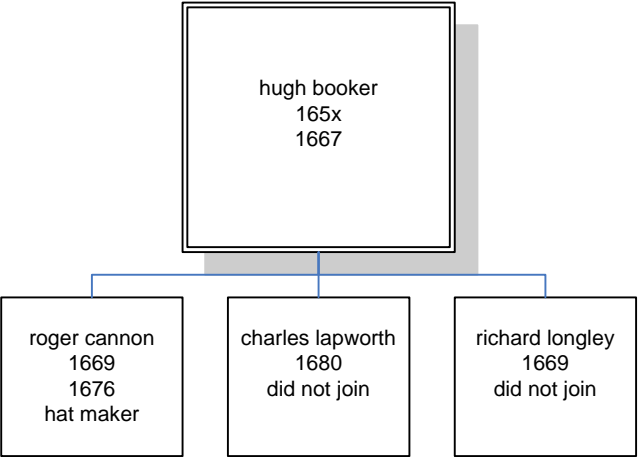 hugh booker
165x
1667
roger cannon
1669
1676
hat maker
charles lapworth
1680
did not join
richard longley
1669
did not join